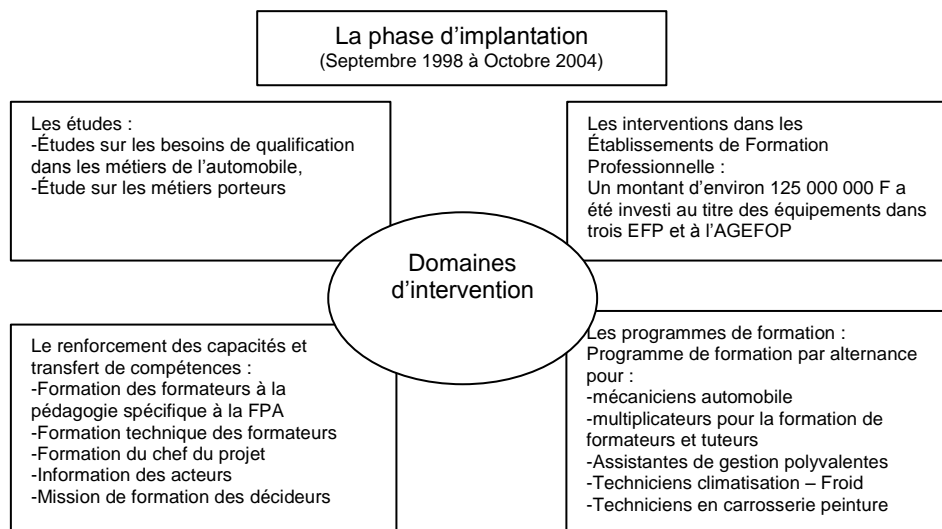 La phase d'implantation
(Septembre 1998 à Octobre 2004)
Les études :
-Études sur les besoins de qualification
dans les métiers de l'automobile,
-Étude sur les métiers porteurs
Les interventions dans les
Établissements de Formation
Professionnelle :
Un montant d'environ 125 000 000 F a
été investi au titre des équipements dans
trois EFP et à l'AGEFOP
Domaines
d'intervention
Le renforcement des capacités et
transfert de compétences :
-Formation des formateurs à la
pédagogie spécifique à la FPA
-Formation technique des formateurs
-Formation du chef du projet
-Information des acteurs
-Mission de formation des décideurs
Les programmes de formation :
Programme de formation par alternance
pour :
-mécaniciens automobile
-multiplicateurs pour la formation de
formateurs et tuteurs
-Assistantes de gestion polyvalentes
-Techniciens climatisation – Froid
-Techniciens en carrosserie peinture